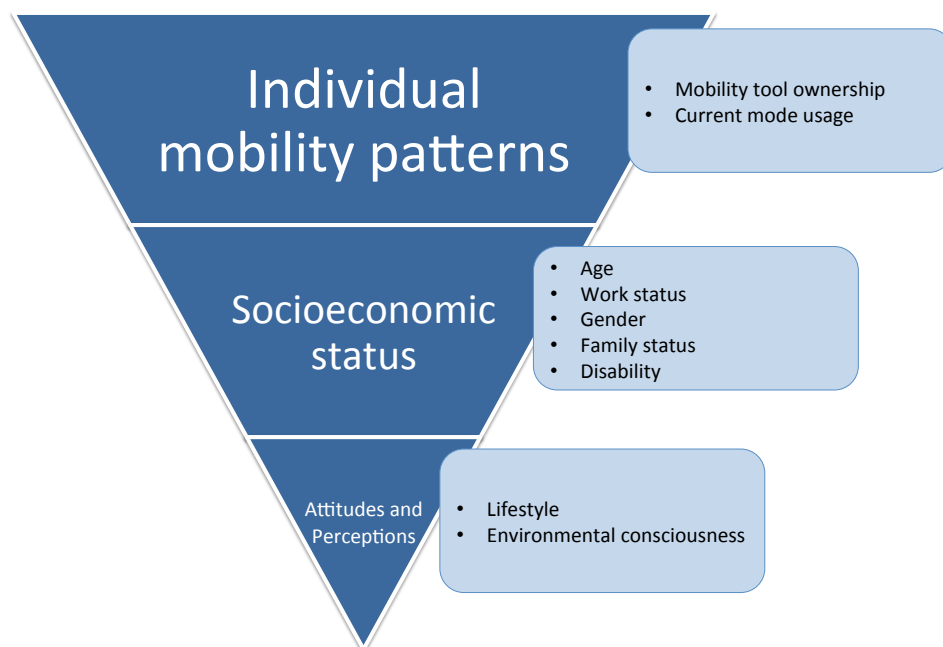 Individual
mobility patterns
• Mobility tool ownership
• Current mode usage
Socioeconomic
status
• Age
• Work status
• Gender
• Family status
• Disability
Attitudes and
Perceptions
• Lifestyle
• Environmental consciousness